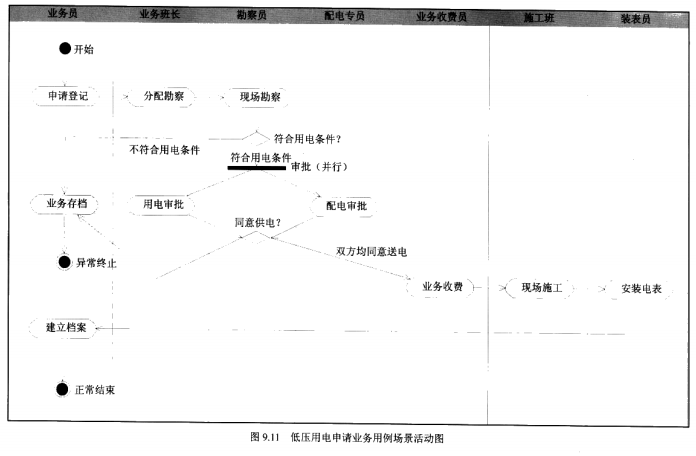 业务员 业务班长 勘察员 配电专员 业务收费员 施工班 装表员
开始
申请登记 分配勘察 现场勘察
符合用电条件？
不符合用电条件
符合用电条件
审批（并行）
业务存档 用电审批 配电审批
同意供电？
双方均同意送电
异常终止
业务收费 现场施工 安装电表
建立档案
正常结束
图 9.11 低压用电申请业务用例场景活动图